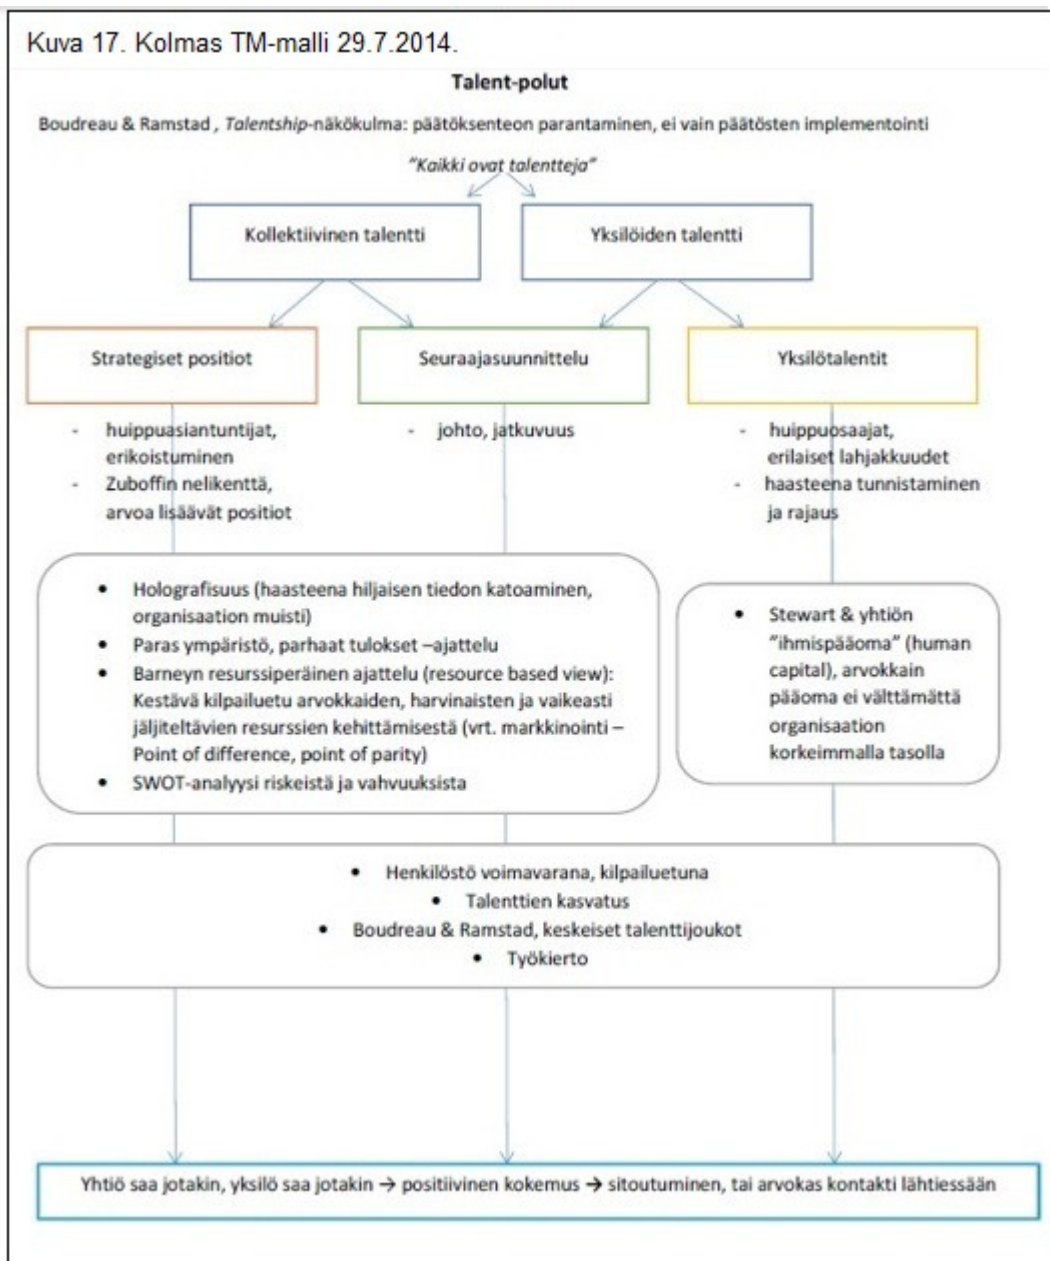 Kuva 17. Kolmas TM-malli 29.7.2014.
Talent-polut
Boudreau & Ramstad , Talentship-näkökulma: päätöksenteon parantaminen, ei vain päätösten implementointi
"Kaikki ovat talentteja"
Kollektiivinen talentti
Yksilöiden talentti
Strategiset positiot
Seuraajasuunnittelu
Yksilötalentit
- huippuasiantuntijat,
erikoistuminen
- Zuboffin nelikenttä,
arvoa lisäävät positiot
- johto, jatkuvuus
- huippuosaajat,
erilaiset lahjakkuudet
- haasteena tunnistaminen
ja rajaus
• Holografisuus (haasteena hiljaisen tiedon katoaminen,
organisaation muisti)
• Paras ympäristö, parhaat tulokset –ajattelu
• Barneyn resurssiperäinen ajattelu (resource based view):
Kestävä kilpailuetu arvokkaiden, harvinaisten ja vaikeasti
jäljiteltävien resurssien kehittämisestä (vrt. markkinointi –
Point of difference, point of parity)
• SWOT-analyysi riskeistä ja vahvuuksista
• Stewart & yhtiön
"ihmispääoma" (human
capital), arvokkain
pääoma ei välttämättä
organisaation
korkeimmalla tasolla
• Henkilöstö voimavarana, kilpailuetuna
• Talenttien kasvatus
• Boudreau & Ramstad, keskeiset talenttijoukot
• Työkierto
Yhtiö saa jotakin, yksilö saa jotakin → positiivinen kokemus → sitoutuminen, tai arvokas kontakti lähtiessään